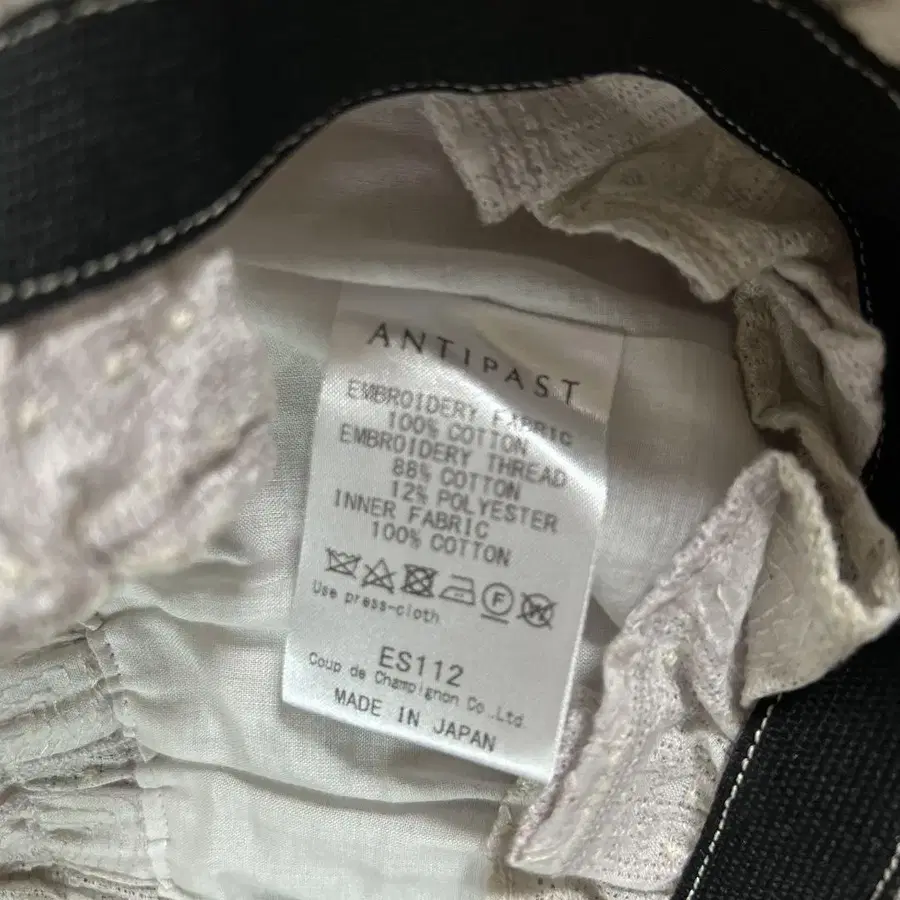 ANTIPAST
EMBROIDERY FABRIC
100% COTTON
EMBROIDERY THREAD
88% COTTON
12% POLYESTER
INNER FABRIC
100% COTTON
F W
Use press-cloth
ES112
Coup de Champignon Co.,Ltd.
MADE IN JAPAN